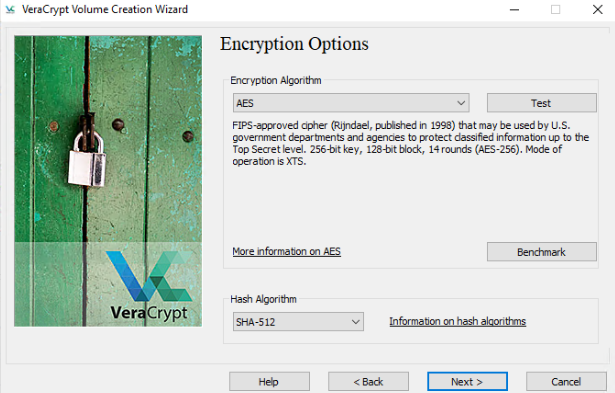 VeraCrypt Volume Creation Wizard
Encryption Options
Encryption Algorithm
AES
Test
FIPS-approved cipher (Rijndael, published in 1998) that may be used by U.S.
government departments and agencies to protect classified information up to the
Top Secret level. 256-bit key, 128-bit block, 14 rounds (AES-256). Mode of
operation is XTS.
More information on AES
Benchmark
VeraCrypt
Hash Algorithm
SHA-512
Information on hash algorithms
Help
< Back
Next >
Cancel